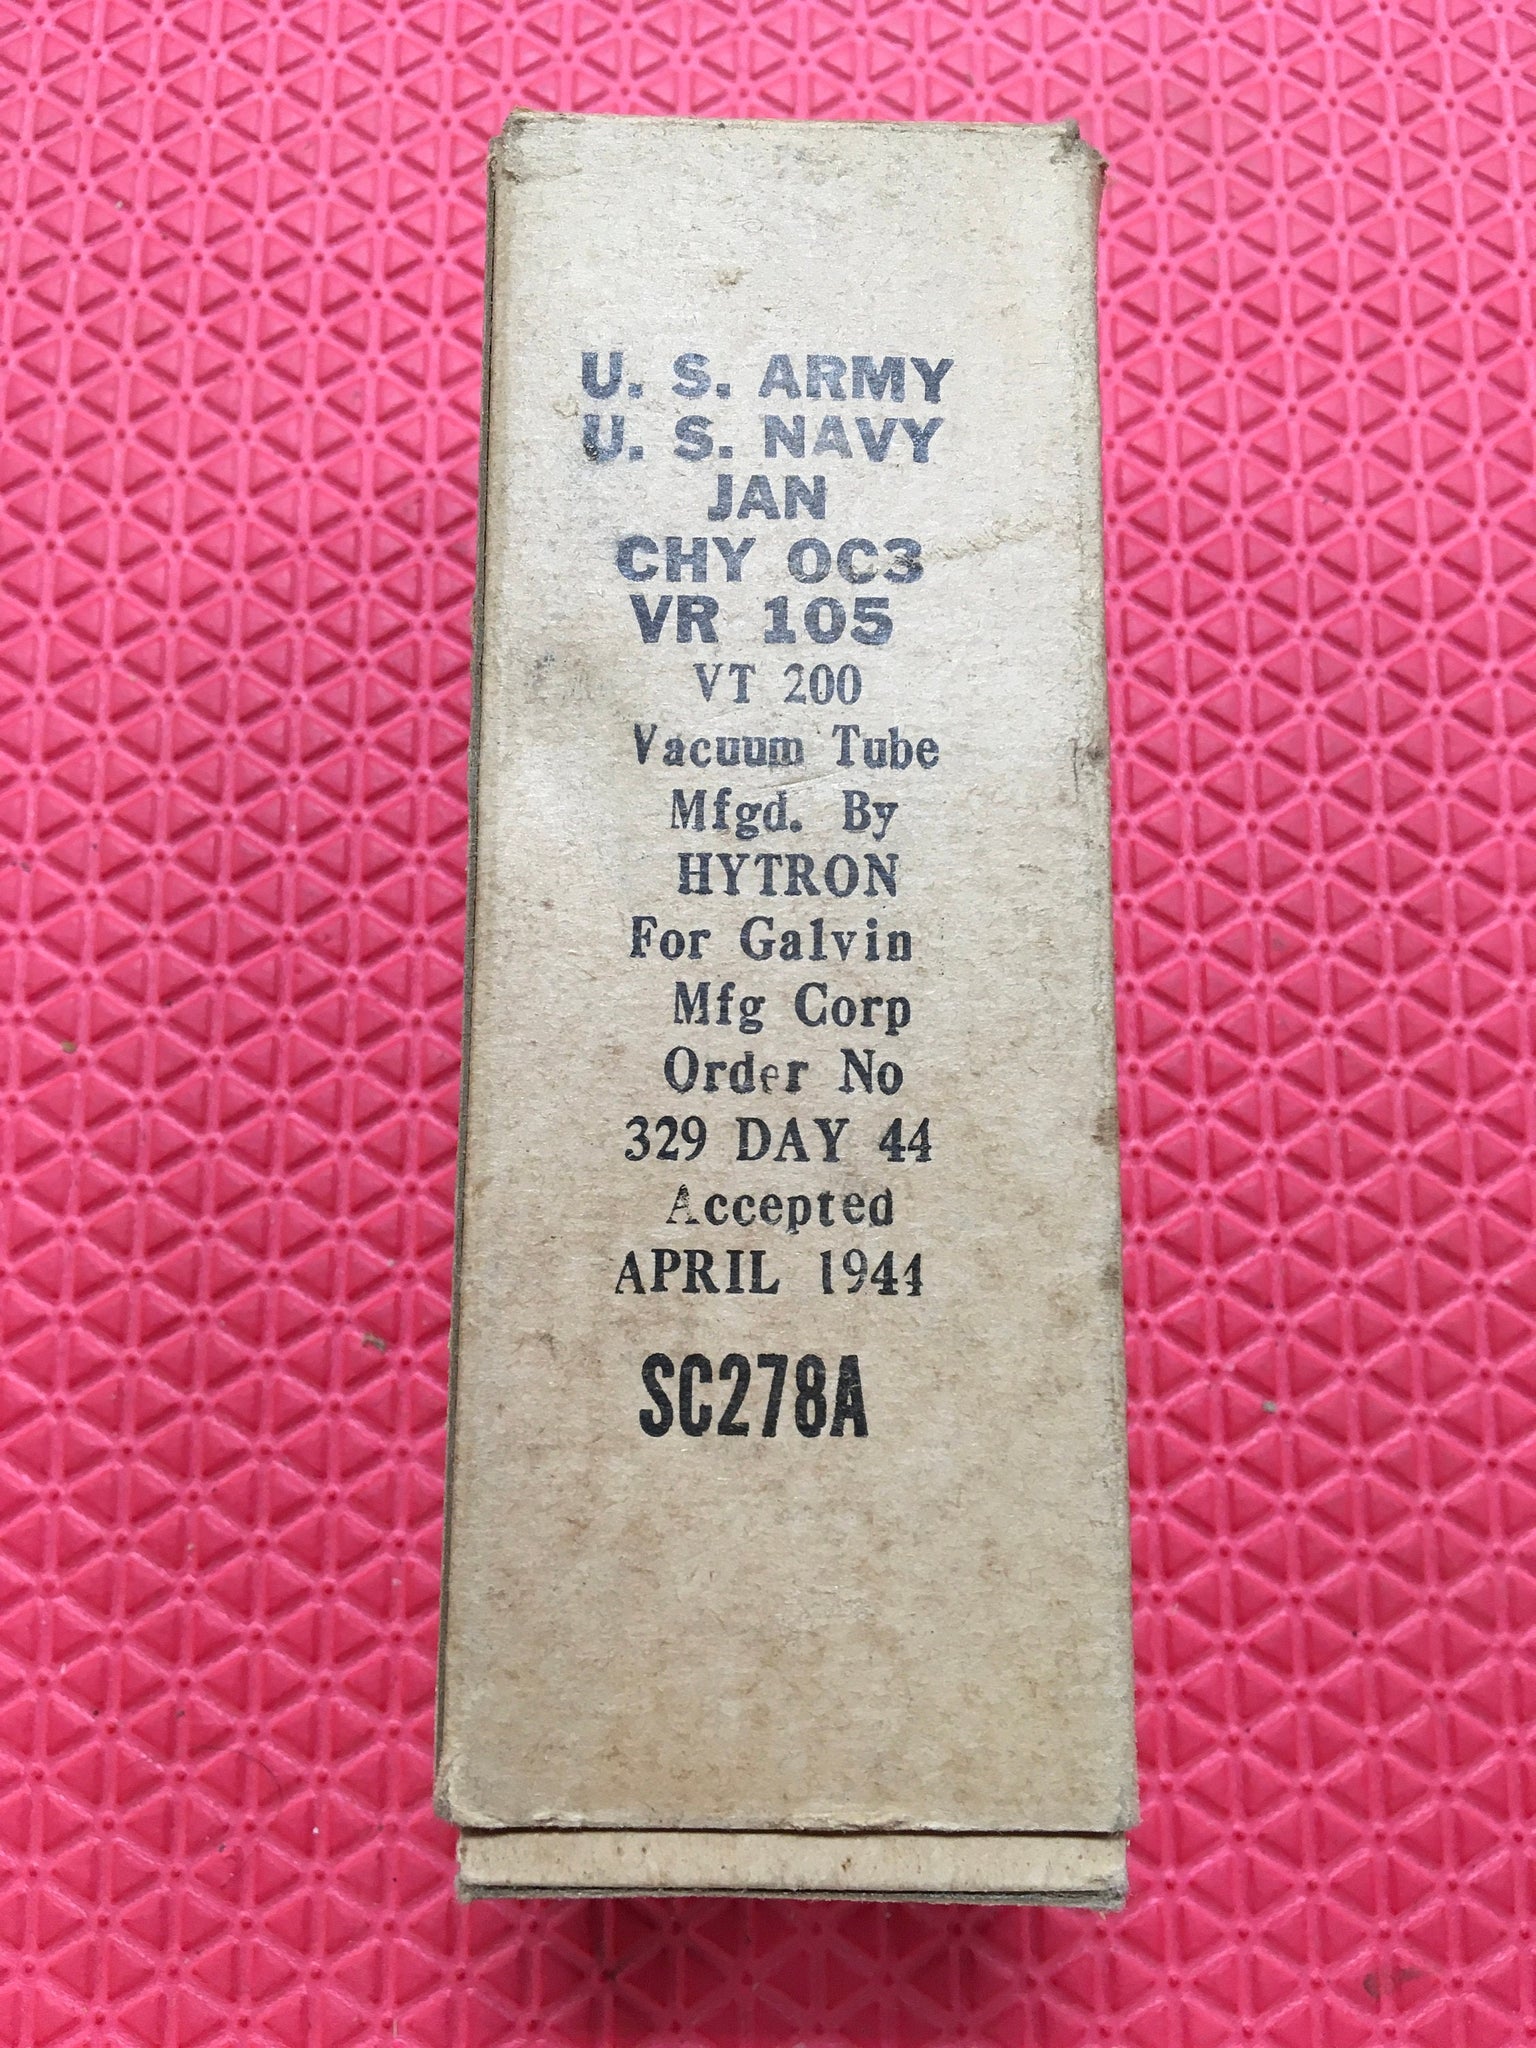 U. S. ARMY
U. S. NAVY
JAN
CHY OC3
VR 105
VT 200
Vacuum Tube
Mfgd. By
HYTRON
For Galvin
Mfg Corp
Order No
329 DAY 44
Accepted
APRIL 1944
SC278A